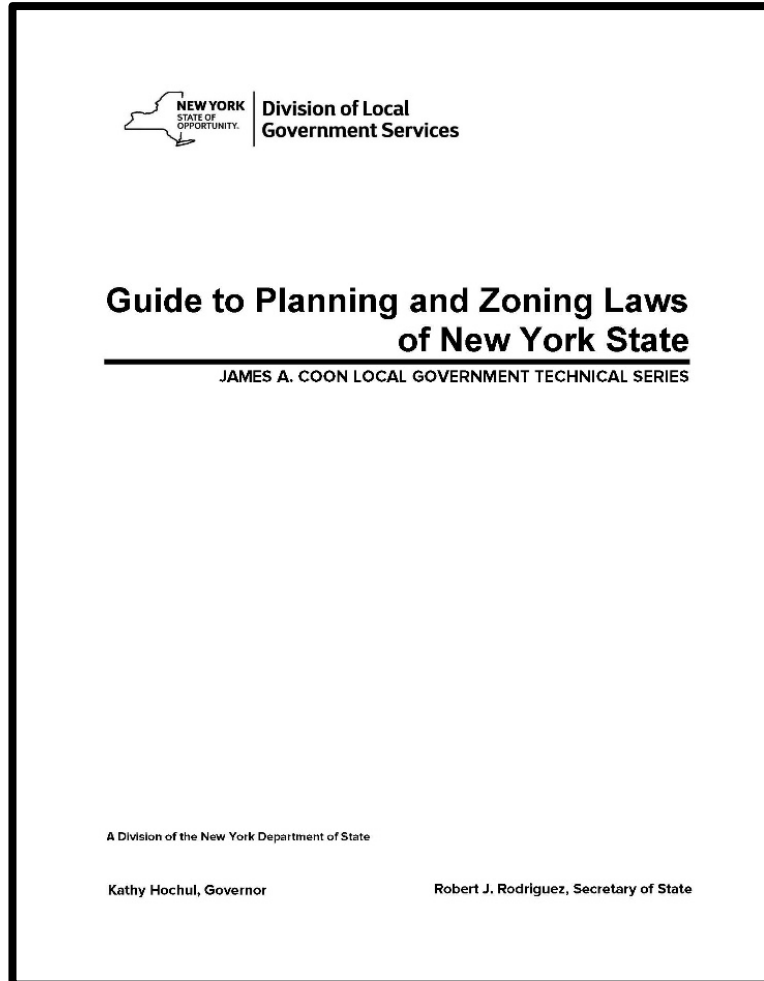 NEW YORK
STATE OF
OPPORTUNITY.
Division of Local
Government Services
Guide to Planning and Zoning Laws
of New York State
JAMES A. COON LOCAL GOVERNMENT TECHNICAL SERIES
A Division of the New York Department of State
Kathy Hochul, Governor
Robert J. Rodriguez, Secretary of State